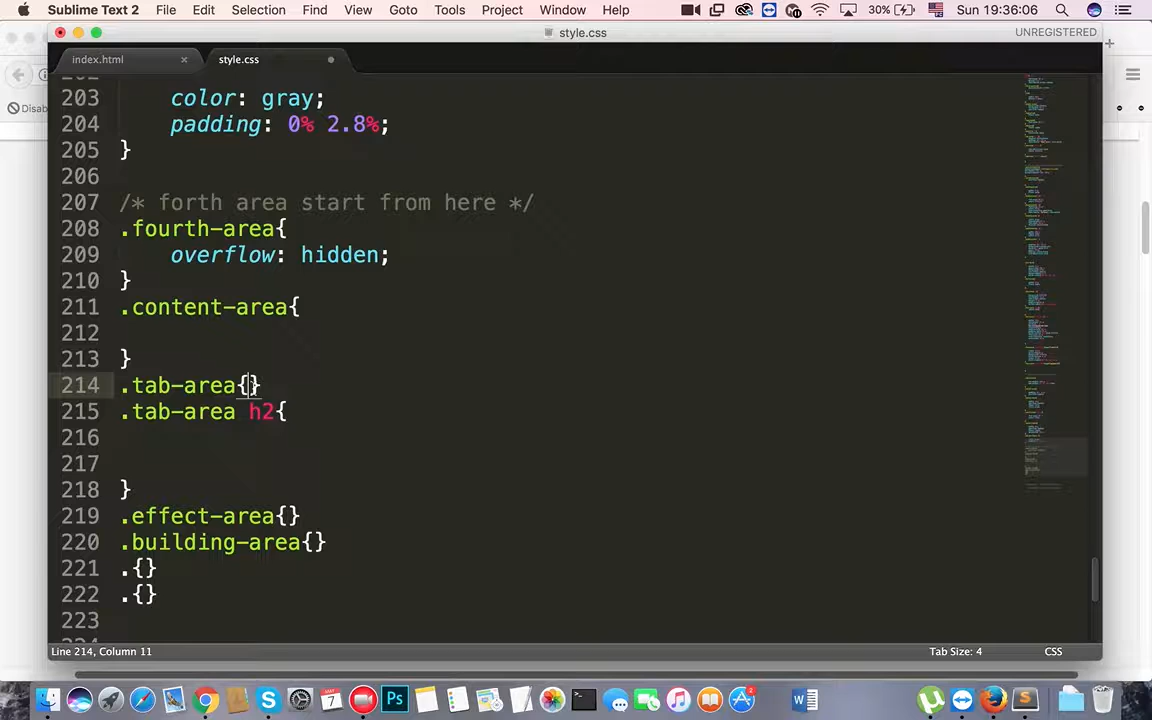 Sublime Text 2 File Edit Selection Find View Goto Tools Project Window Help 30% Sun 19:36:06
style.css UNREGISTERED
index.html style.css
Disab
203 color: gray;
204 padding: 0% 2.8%;
205 }
206
207 /* forth area start from here */
208 .fourth-area{
209 overflow: hidden;
210 }
211 .content-area{
212
213 }
214 .tab-area{}
215 .tab-area h2{
216
217
218 }
219 .effect-area{}
220 .building-area{}
221 .{}
222 .{}
223
Line 214, Column 11 Tab Size: 4 CSS